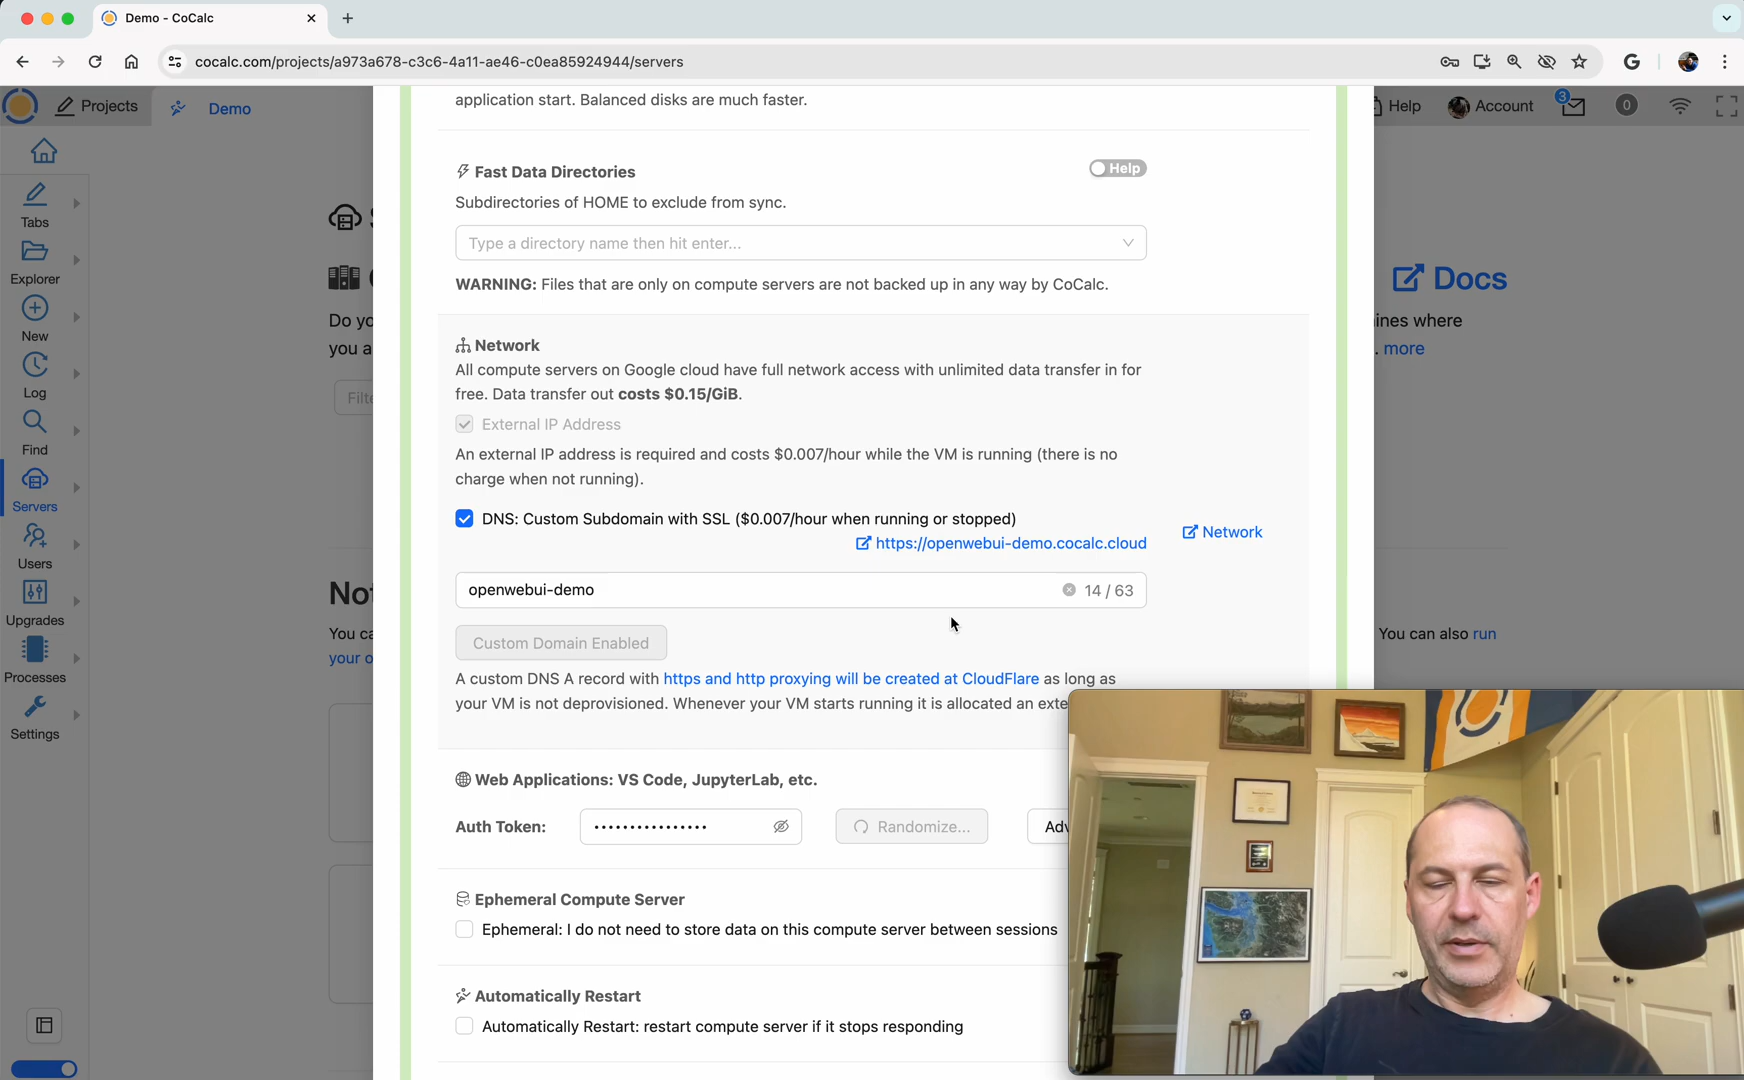 Demo - CoCalc
cocalc.com/projects/a973a678-c3c6-4a11-ae46-c0ea85924944/servers
Projects
Demo
Help
Account
3
0
Tabs
Explorer
New
Log
Find
Servers
Users
Upgrades
Processes
Settings
Do yo
you a
Filte
No
You ca
your o
Docs
ines where
. more
You can also run
application start. Balanced disks are much faster.
Fast Data Directories
Help
Subdirectories of HOME to exclude from sync.
Type a directory name then hit enter...
WARNING: Files that are only on compute servers are not backed up in any way by CoCalc.
Network
All compute servers on Google cloud have full network access with unlimited data transfer in for
free. Data transfer out costs $0.15/GiB.
External IP Address
An external IP address is required and costs $0.007/hour while the VM is running (there is no
charge when not running).
DNS: Custom Subdomain with SSL ($0.007/hour when running or stopped)
https://openwebui-demo.cocalc.cloud
Network
openwebui-demo
14 / 63
Custom Domain Enabled
A custom DNS A record with https and http proxying will be created at CloudFlare as long as
your VM is not deprovisioned. Whenever your VM starts running it is allocated an exte
Web Applications: VS Code, JupyterLab, etc.
Auth Token:
Randomize...
Adv
Ephemeral Compute Server
Ephemeral: I do not need to store data on this compute server between sessions
Automatically Restart
Automatically Restart: restart compute server if it stops responding